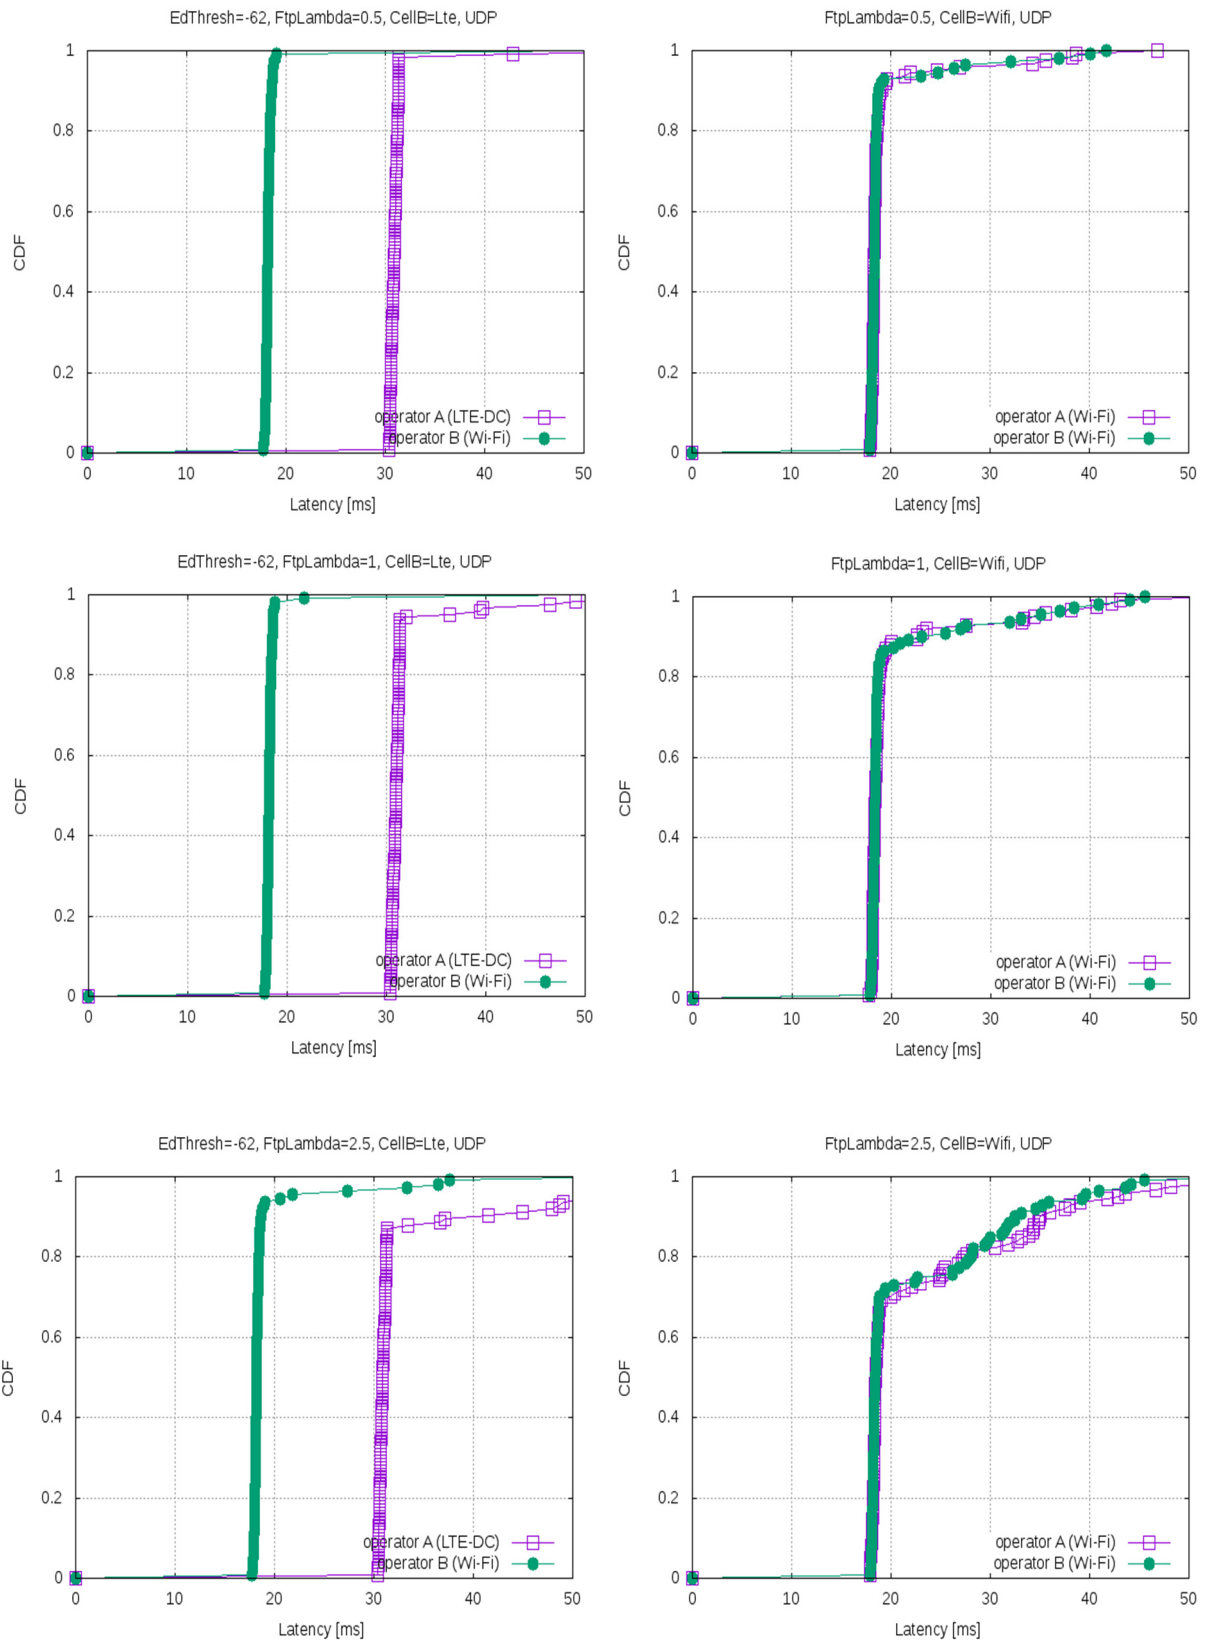 EdThresh=-62, FtpLambda=0.5, CellB=Lte, UDP
1
0.8
0.6
0.4
0.2
0
CDF
operator A (LTE-DC)
operator B (Wi-Fi)
0 10 20 30 40 50
Latency [ms]
FtpLambda=0.5, CellB=Wifi, UDP
1
0.8
0.6
0.4
0.2
0
CDF
operator A (Wi-Fi)
operator B (Wi-Fi)
0 10 20 30 40 50
Latency [ms]
EdThresh=-62, FtpLambda=1, CellB=Lte, UDP
1
0.8
0.6
0.4
0.2
0
CDF
operator A (LTE-DC)
operator B (Wi-Fi)
0 10 20 30 40 50
Latency [ms]
FtpLambda=1, CellB=Wifi, UDP
1
0.8
0.6
0.4
0.2
0
CDF
operator A (Wi-Fi)
operator B (Wi-Fi)
0 10 20 30 40 50
Latency [ms]
EdThresh=-62, FtpLambda=2.5, CellB=Lte, UDP
1
0.8
0.6
0.4
0.2
0
CDF
operator A (LTE-DC)
operator B (Wi-Fi)
0 10 20 30 40 50
Latency [ms]
FtpLambda=2.5, CellB=Wifi, UDP
1
0.8
0.6
0.4
0.2
0
CDF
operator A (Wi-Fi)
operator B (Wi-Fi)
0 10 20 30 40 50
Latency [ms]